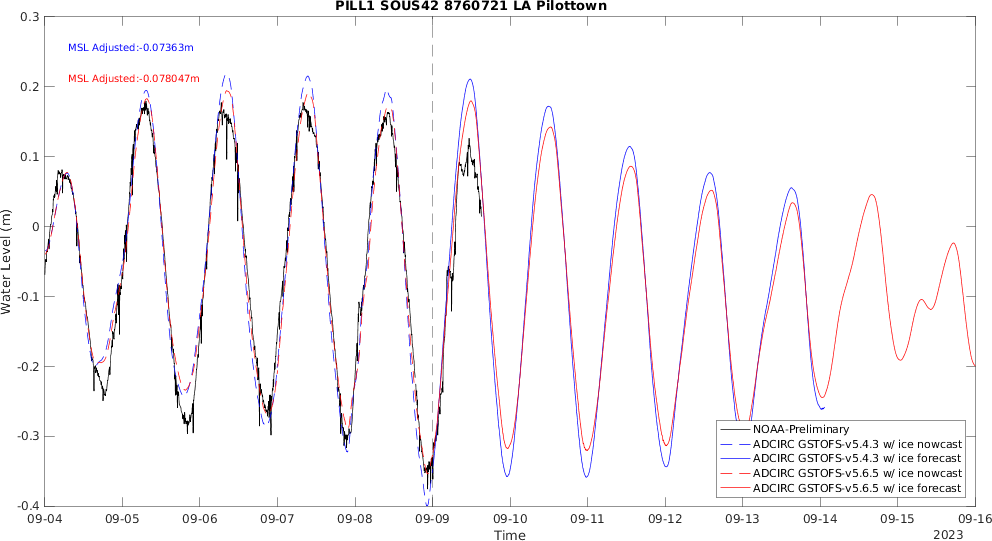 PILL1 SOUS42 8760721 LA Pilottown
0.3
MSL Adjusted:-0.07363m
MSL Adjusted:-0.078047m
0.2
0.1
0
-0.1
-0.2
-0.3
-0.4
Water Level (m)
NOAA-Preliminary
ADCIRC GSTOFS-v5.4.3 w/ ice nowcast
ADCIRC GSTOFS-v5.4.3 w/ ice forecast
ADCIRC GSTOFS-v5.6.5 w/ ice nowcast
ADCIRC GSTOFS-v5.6.5 w/ ice forecast
09-04 09-05 09-06 09-07 09-08 09-09 09-10 09-11 09-12 09-13 09-14 09-15 09-16
Time
2023